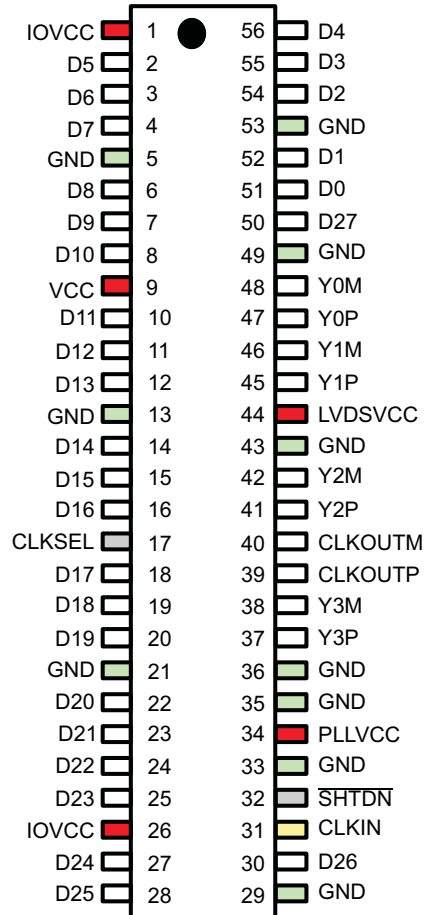 IOVCC 1 56 D4
D5 2 55 D3
D6 3 54 D2
D7 4 53 GND
GND 5 52 D1
D8 6 51 D0
D9 7 50 D27
D10 8 49 GND
VCC 9 48 Y0M
D11 10 47 Y0P
D12 11 46 Y1M
D13 12 45 Y1P
GND 13 44 LVDSVCC
D14 14 43 GND
D15 15 42 Y2M
D16 16 41 Y2P
CLKSEL 17 40 CLKOUTM
D17 18 39 CLKOUTP
D18 19 38 Y3M
D19 20 37 Y3P
GND 21 36 GND
D20 22 35 GND
D21 23 34 PLLVCC
D22 24 33 GND
D23 25 32 SHTDN
IOVCC 26 31 CLKIN
D24 27 30 D26
D25 28 29 GND